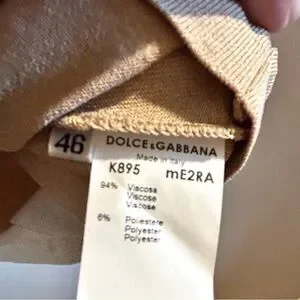 46
DOLCE&GABBANA
Made in Italy
K895 mE2RA
94% Viscosa
Viscose
Viscose
6% Poliestere
Polyester
Polyester